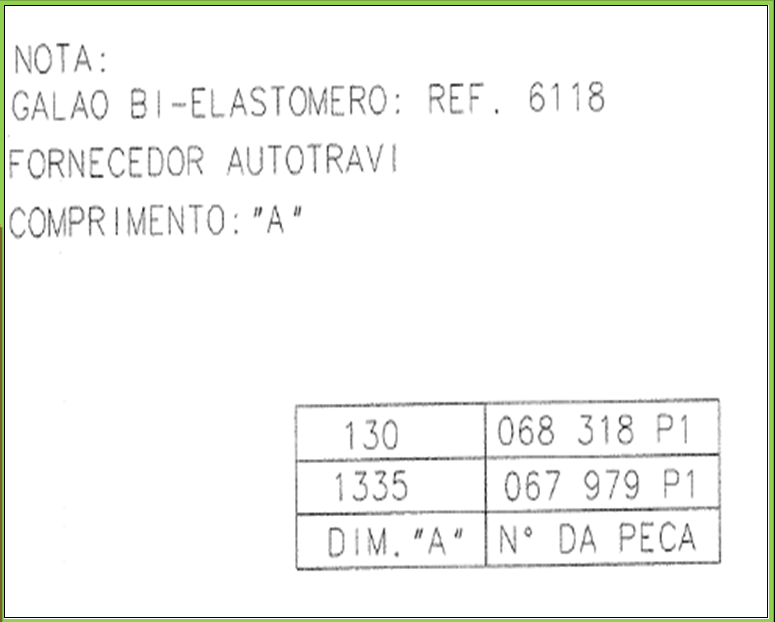 NOTA:
GALAO BI-ELASTOMERO: REF. 6118
FORNECEDOR AUTOTRAVI
COMPRIMENTO: "A"
130 068 318 P1
1335 067 979 P1
DIM. "A" N° DA PECA